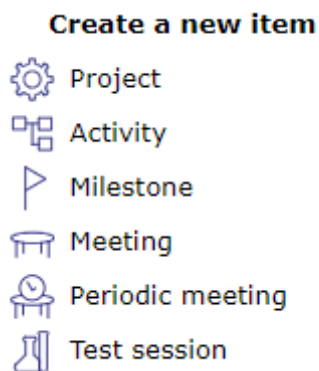 Create a new item
Project
Activity
Milestone
Meeting
Periodic meeting
Test session